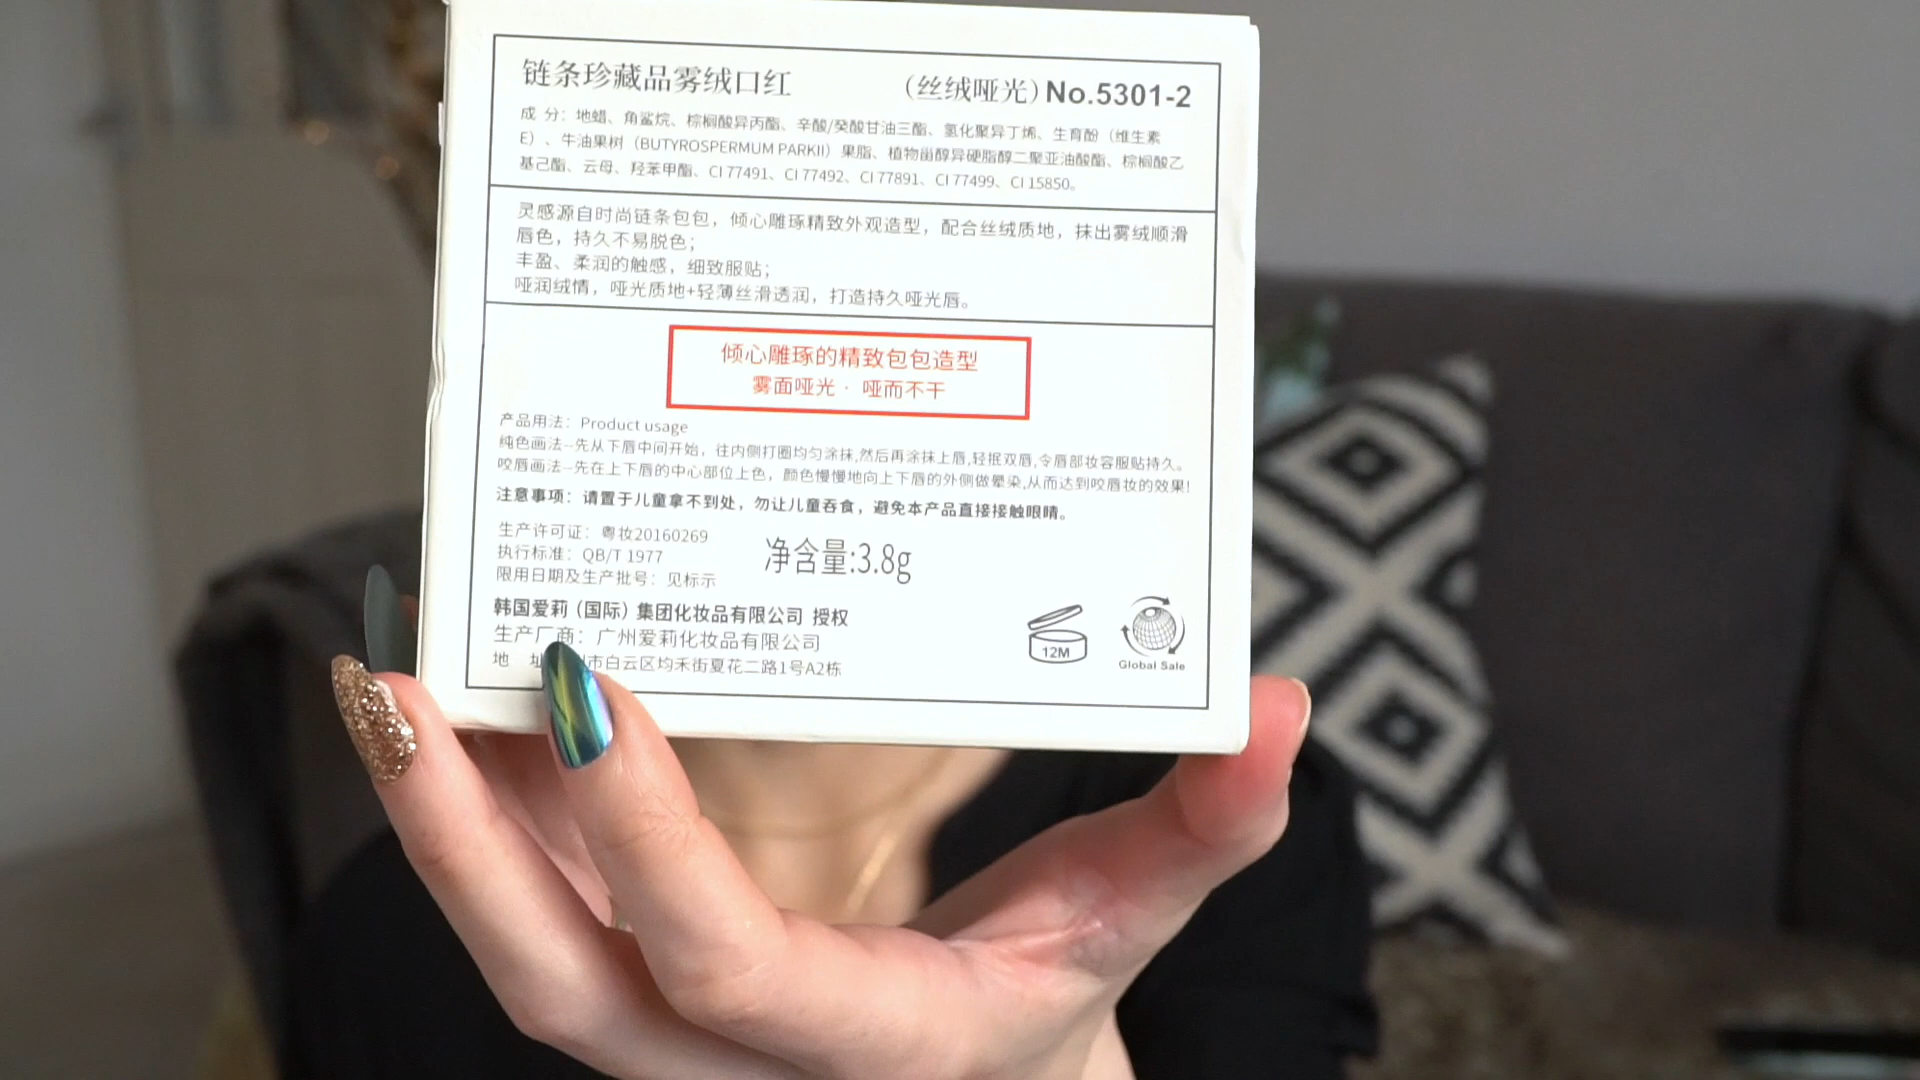 链条珍藏品雾绒口红 （丝绒哑光）No.5301-2
成 分：地蜡、角鲨烷、棕榈酸异丙酯、辛酸/癸酸甘油三酯、氢化聚异丁烯、生育酚（维生素
E）、牛油果树（BUTYROSPERMUM PARKII）果脂、植物甾醇异硬脂醇二聚亚油酸酯、棕榈酸乙
基己酯、云母、羟苯甲酯、CI 77491、CI 77492、CI 77891、CI 77499、CI 15850。
灵感源自时尚链条包包，倾心雕琢精致外观造型，配合丝绒质地，抹出雾绒顺滑
唇色，持久不易脱色；
丰盈、柔润的触感，细致服贴；
哑润绒情，哑光质地+轻薄丝滑透润，打造持久哑光唇。
倾心雕琢的精致包包造型
雾面哑光 · 哑而不干
产品用法：Product usage
纯色画法--先从下唇中间开始，往内侧打圈均匀涂抹,然后再涂抹上唇,轻抿双唇,令唇部妆容服贴持久。
咬唇画法--先在上下唇的中心部位上色，颜色慢慢地向上下唇的外侧做晕染,从而达到咬唇妆的效果!
注意事项：请置于儿童拿不到处，勿让儿童吞食，避免本产品直接接触眼睛。
生产许可证：粤妆20160269
执行标准：QB/T 1977
限用日期及生产批号：见标示
净含量:3.8g
韩国爱莉（国际）集团化妆品有限公司 授权
生产厂商：广州爱莉化妆品有限公司
地 址 市白云区均禾街夏花二路1号A2栋
12M
Global Sale